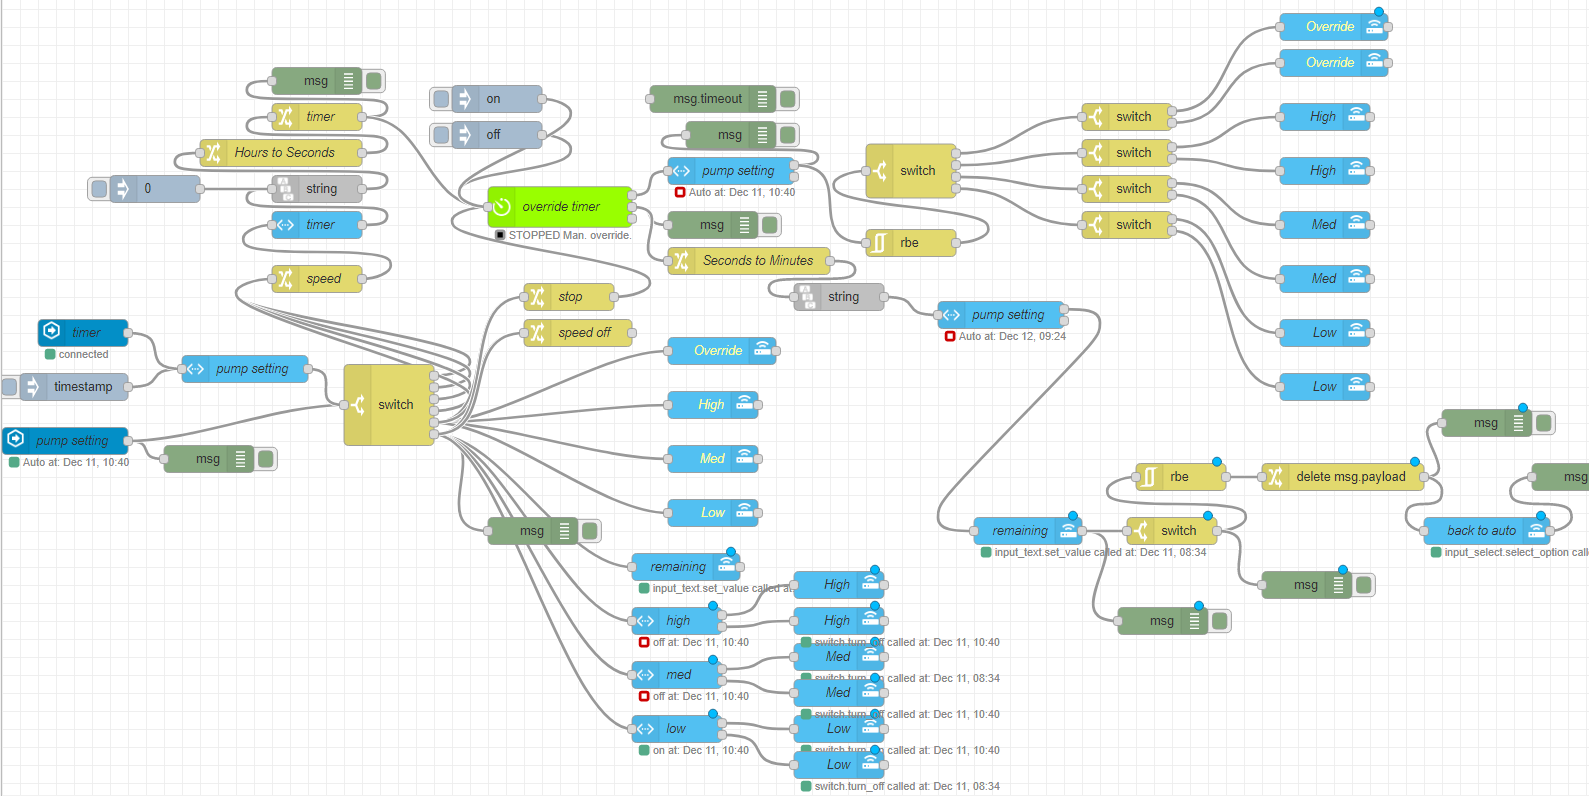 Override
Override
msg
on
msg.timeout
timer
switch
High
off
msg
Hours to Seconds
switch
0
string
pump setting
switch
High
Auto at: Dec 11, 10:40
switch
override timer
timer
msg
switch
Med
STOPPED Man. override.
rbe
Seconds to Minutes
speed
Med
stop
string
pump setting
timer
speed off
Low
Auto at: Dec 12, 09:24
connected
Override
pump setting
timestamp
Low
switch
High
msg
pump setting
Auto at: Dec 11, 10:40
msg
Med
rbe
delete msg.payload
msg
Low
msg
remaining
switch
back to auto
input_text.set_value called at: Dec 11, 08:34
input_select.select_option call
remaining
input_text.set_value called at
High
msg
high
High
msg
off at: Dec 11, 10:40
switch.turn_off called at: Dec 11, 10:40
Med
med
switch.turn_on called at: Dec 11, 08:34
Med
off at: Dec 11, 10:40
switch.turn_off called at: Dec 11, 10:40
low
Low
on at: Dec 11, 10:40
switch.turn_on called at: Dec 11, 10:40
Low
switch.turn_off called at: Dec 11, 08:34